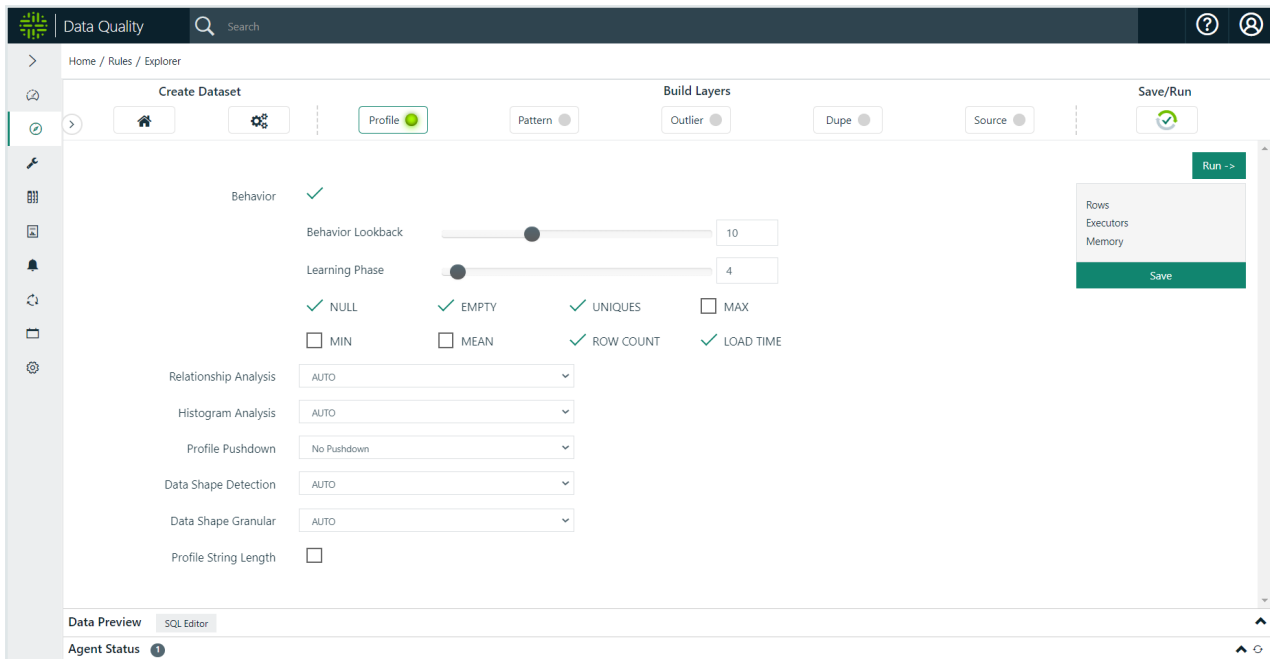 Data Quality
Search
Home / Rules / Explorer
Create Dataset
Build Layers
Save/Run
Profile
Pattern
Outlier
Dupe
Source
Run ->
Behavior
Rows
Executors
Memory
Behavior Lookback 10
Learning Phase 4
Save
NULL EMPTY UNIQUES MAX
MIN MEAN ROW COUNT LOAD TIME
Relationship Analysis AUTO
Histogram Analysis AUTO
Profile Pushdown No Pushdown
Data Shape Detection AUTO
Data Shape Granular AUTO
Profile String Length
Data Preview SQL Editor
Agent Status 1